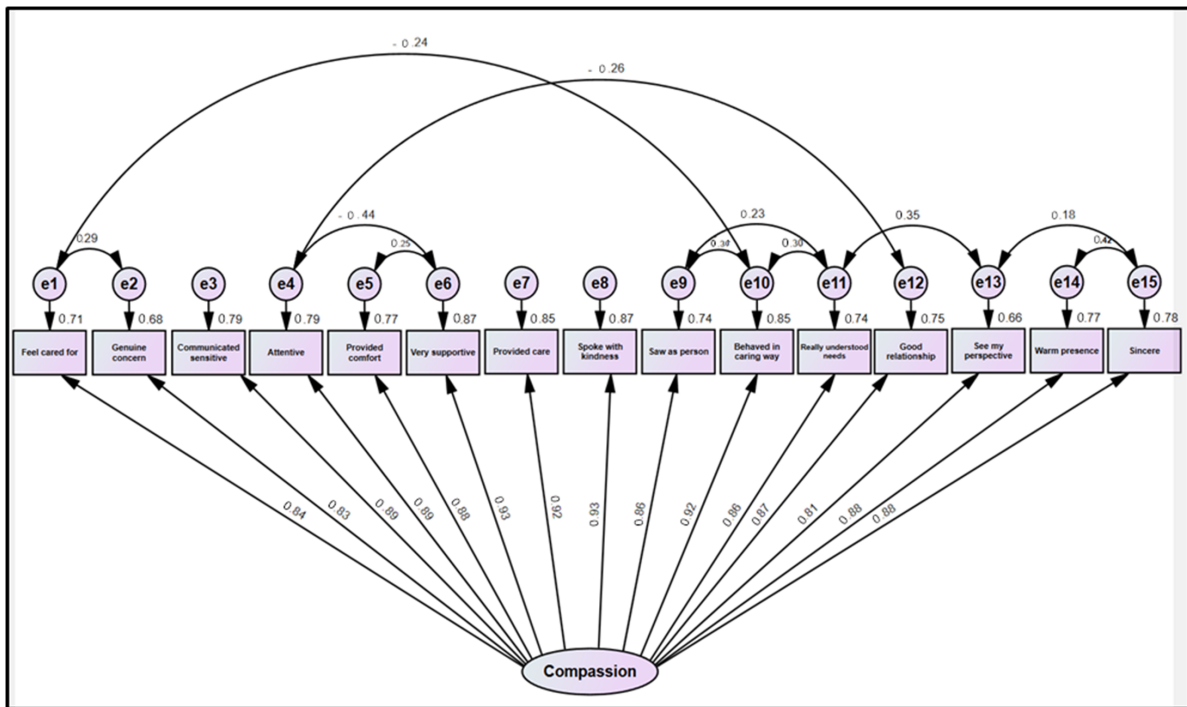 - 0.24
- 0.26
- 0.44
0.23
0.35
0.18
0.29
0.25
0.30
0.42
e1 e2 e3 e4 e5 e6 e7 e8 e9 e10 e11 e12 e13 e14 e15
0.71 0.68 0.79 0.79 0.77 0.87 0.85 0.87 0.74 0.85 0.74 0.75 0.66 0.77 0.78
Feel cared for
Genuine
concern
Communicated
sensitive
Attentive
Provided
comfort
Very supportive
Provided care
Spoke with
kindness
Saw as person
Behaved in
caring way
Really understood
needs
Good
relationship
See my
perspective
Warm presence
Sincere
0.84 0.83 0.89 0.89 0.88 0.93 0.92 0.93 0.86 0.92 0.86 0.87 0.81 0.88 0.88
Compassion